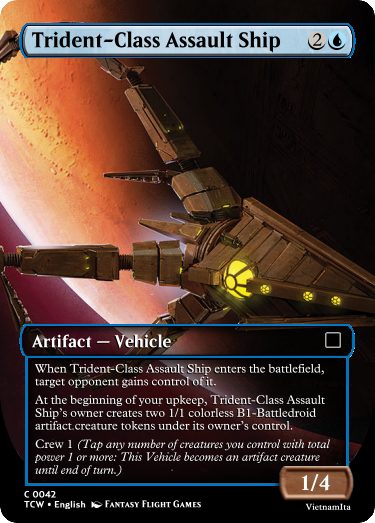 Trident-Class Assault Ship 2
Artifact — Vehicle
When Trident-Class Assault Ship enters the battlefield,
target opponent gains control of it.
At the beginning of your upkeep, Trident-Class Assault
Ship's owner creates two 1/1 colorless B1-Battledroid
artifact.creature tokens under its owner's control.
Crew 1 (Tap any number of creatures you control with total
power 1 or more: This Vehicle becomes an artifact creature
until end of turn.)
1/4
C 0042
TCW • English FANTASY FLIGHT GAMES
VietnamIta